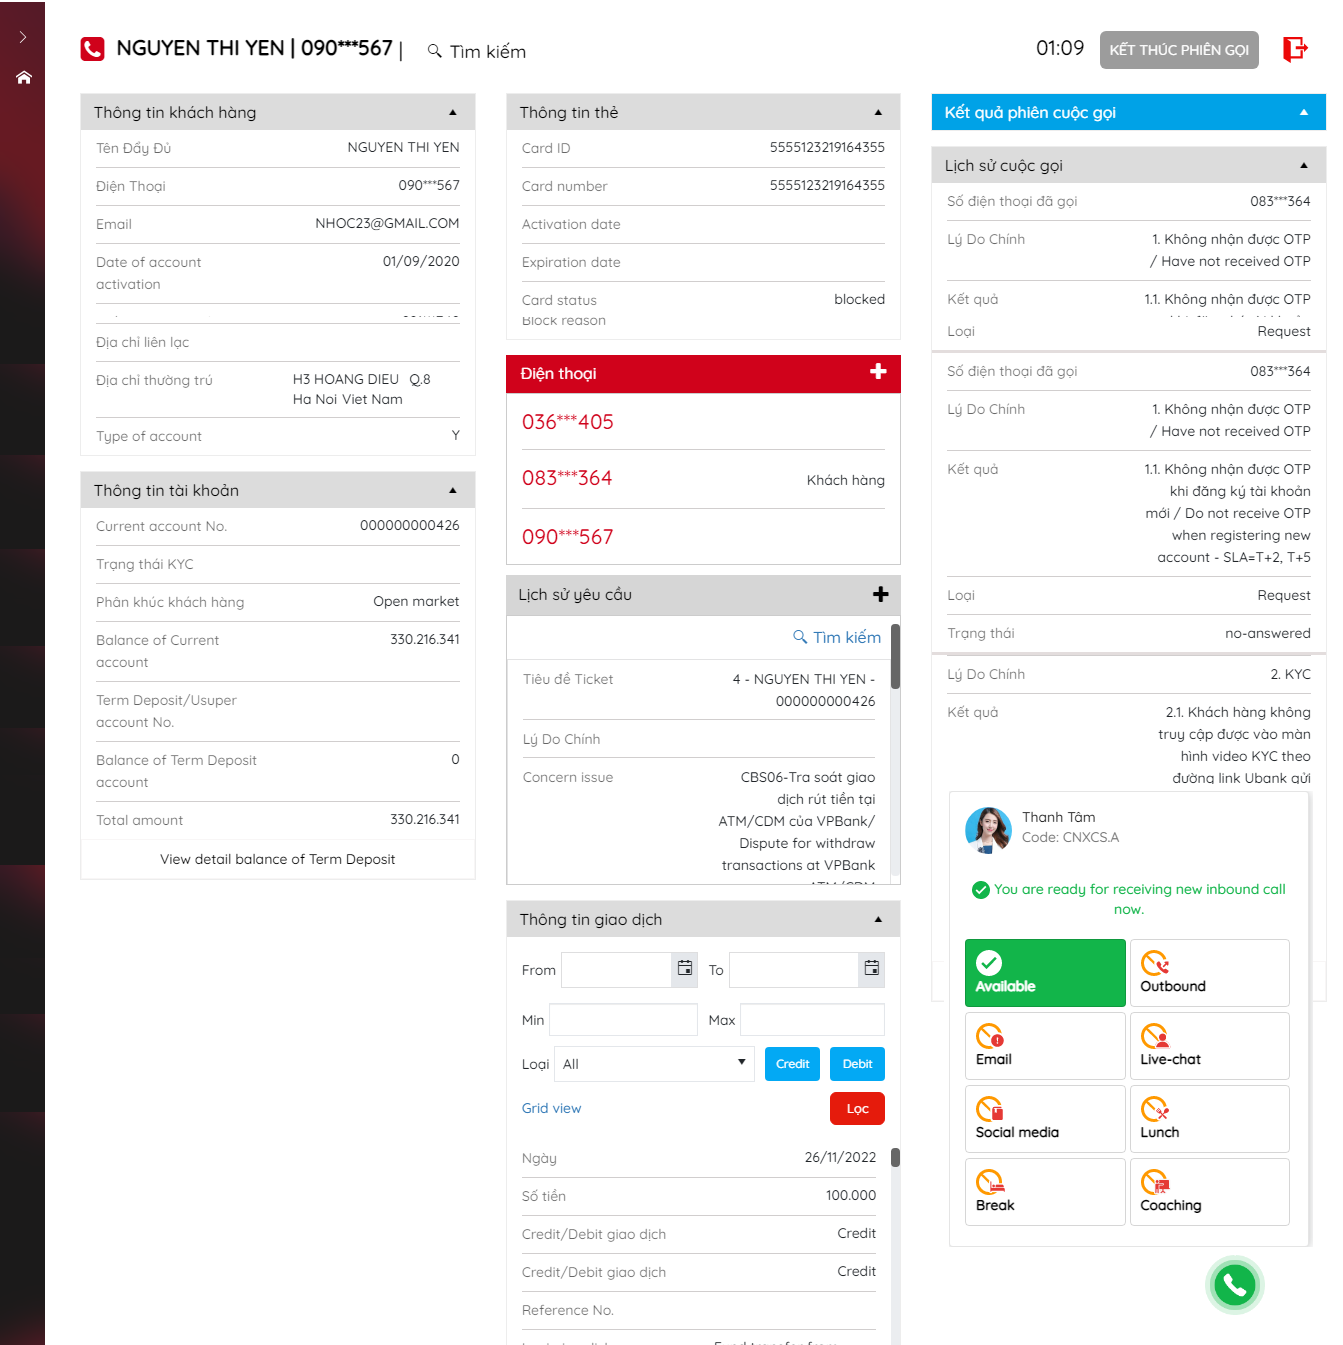 NGUYEN THI YEN | 090***567 |
Tìm kiếm
01:09
KẾT THÚC PHIÊN GỌI
Thông tin khách hàng
Tên Đầy Đủ NGUYEN THI YEN
Điện Thoại 090***567
Email NHOC23@GMAIL.COM
Date of account 01/09/2020
activation
Địa chỉ liên lạc
Địa chỉ thường trú H3 HOANG DIEU Q.8
Ha Noi Viet Nam
Type of account Y
Thông tin tài khoản
Current account No. 000000000426
Trạng thái KYC
Phân khúc khách hàng Open market
Balance of Current 330.216.341
account
Term Deposit/Usuper
account No.
Balance of Term Deposit 0
account
Total amount 330.216.341
View detail balance of Term Deposit
Thông tin thẻ
Card ID 5555123219164355
Card number 5555123219164355
Activation date
Expiration date
Card status blocked
Block reason
Điện thoại
036***405
083***364 Khách hàng
090***567
Lịch sử yêu cầu
Tìm kiếm
Tiêu đề Ticket 4 - NGUYEN THI YEN -
000000000426
Lý Do Chính
Concern issue CBS06-Tra soát giao
dịch rút tiền tại
ATM/CDM của VPBank/
Dispute for withdraw
transactions at VPBank
ATM/CDM
Thông tin giao dịch
From To
Min Max
Loại All Credit Debit
Grid view Lọc
Ngày 26/11/2022
Số tiền 100.000
Credit/Debit giao dịch Credit
Credit/Debit giao dịch Credit
Reference No.
Kết quả phiên cuộc gọi
Lịch sử cuộc gọi
Số điện thoại đã gọi 083***364
Lý Do Chính 1. Không nhận được OTP
/ Have not received OTP
Kết quả 1.1. Không nhận được OTP
Loại Request
Số điện thoại đã gọi 083***364
Lý Do Chính 1. Không nhận được OTP
/ Have not received OTP
Kết quả 1.1. Không nhận được OTP
khi đăng ký tài khoản
mới / Do not receive OTP
when registering new
account - SLA=T+2, T+5
Loại Request
Trạng thái no-answered
Lý Do Chính 2. KYC
Kết quả 2.1. Khách hàng không
truy cập được vào màn
hình video KYC theo
đường link Ubank gửi
Thanh Tâm
Code: CNXCS.A
You are ready for receiving new inbound call
now.
Available
Outbound
Email
Live-chat
Social media
Lunch
Break
Coaching